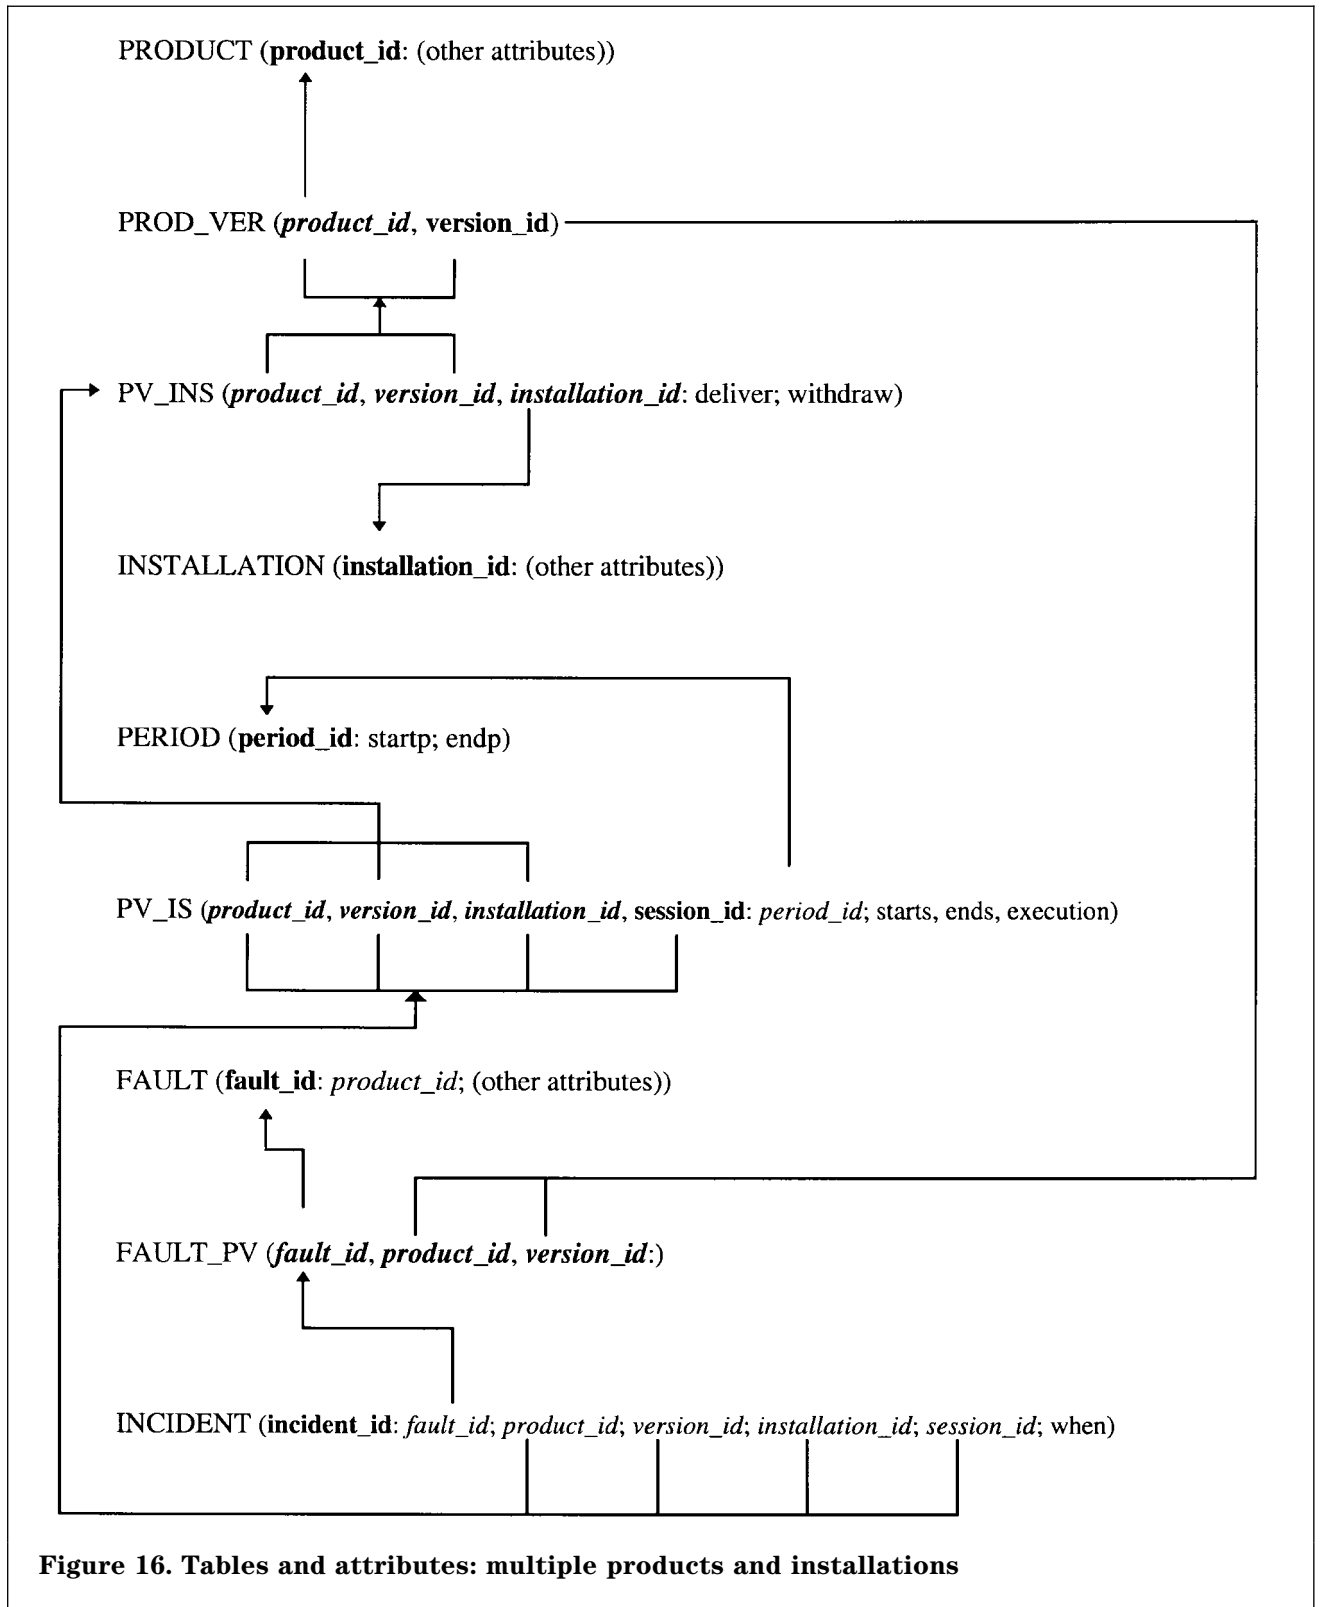 PRODUCT (product_id: (other attributes))
PROD_VER (product_id, version_id)
PV_INS (product_id, version_id, installation_id: deliver; withdraw)
INSTALLATION (installation_id: (other attributes))
PERIOD (period_id: startp; endp)
PV_IS (product_id, version_id, installation_id, session_id: period_id; starts, ends, execution)
FAULT (fault_id: product_id; (other attributes))
FAULT_PV (fault_id, product_id, version_id:)
INCIDENT (incident_id: fault_id; product_id; version_id; installation_id; session_id; when)
Figure 16. Tables and attributes: multiple products and installations